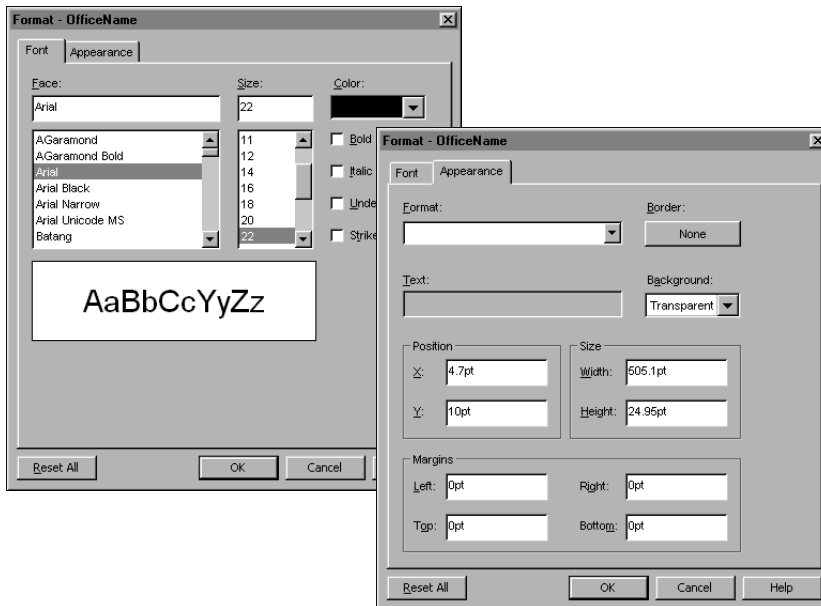 Format - OfficeName
Font
Appearance
Face:
Size:
Color:
Arial
22
AGaramond
AGaramond Bold
Arial
Arial Black
Arial Narrow
Arial Unicode MS
Batang
11
12
14
16
18
20
22
Bold
Italic
Unde
Strike
AaBbCcYyZz
Reset All
OK
Cancel
Format - OfficeName
Font
Appearance
Format:
Border:
None
Text:
Background:
Transparent
Position
X:
4.7pt
Y:
10pt
Size
Width:
505.1pt
Height:
24.95pt
Margins
Left:
0pt
Right:
0pt
Top:
0pt
Bottom:
0pt
Reset All
OK
Cancel
Help